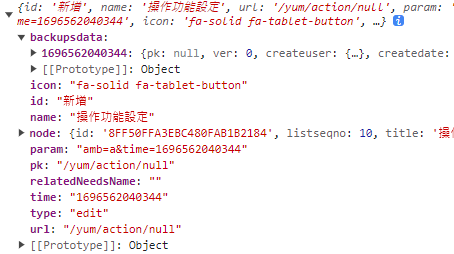 {id: '新增', name: '操作功能設定', url: '/yum/action/null', param:
'amb=a&time=1696562040344', icon: 'fa-solid fa-tablet-button', …}
backupsdata:
1696562040344: {pk: null, ver: 0, createuser: {…}, createdate:
[[Prototype]]: Object
icon: "fa-solid fa-tablet-button"
id: "新增"
name: "操作功能設定"
node: {id: '8FF50FFA3EBC480FAB1B2184', listseqno: 10, title: '操
param: "amb=a&time=1696562040344"
pk: "/yum/action/null"
relatedNeedsName: ""
time: "1696562040344"
type: "edit"
url: "/yum/action/null"
[[Prototype]]: Object